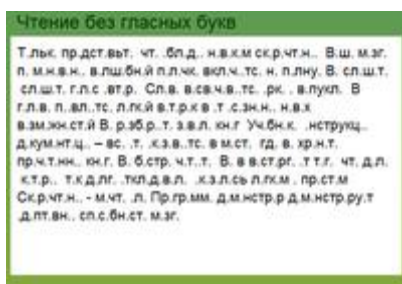 Чтение без гласных букв
Т.льк. пр.дст.вьт. чт. .бл.д.. н.в.к.м ск.р.чт.н.. В.ш. м.зг.
п. м.н.в.н.. в.лш.бн.й п.л.чк. вкл.ч..тс. н. п.лну. В. сл.ш.т.
сл.ш.т. г.л.с .вт.р. Сл.в. в.св.ч.в..тс. .рк. , в.пукл. В
г.л.в. п..вл..тс. л.гк.й в.т.р.к в .т .с.зн.н.. н.в.х
в.зм.жн.ст.й В. р.зб.р..т. з.в.л. кн.г Уч.бн.к. .нструкц..
д.кум.нт.ц.. – вс. .т. .к.з.в..тс. в м.ст. гд. в. хр.н.т.
пр.ч.т.нн.. кн.г. В. б.стр. ч.т..т. В. в в.ст.рг. .т т.г. чт. д.л.
к.т.р.. т.к д.лг. .ткл.д.в.л. .к.з.л.сь л.гк.м . пр.ст.м
Ск.р.чт.н.. - м.чт. .л. Пр.гр.мм. д.м.нстр.р д.м.нстр.ру.т
.д.пт.вн.. сп.с.бн.ст. м.зг.